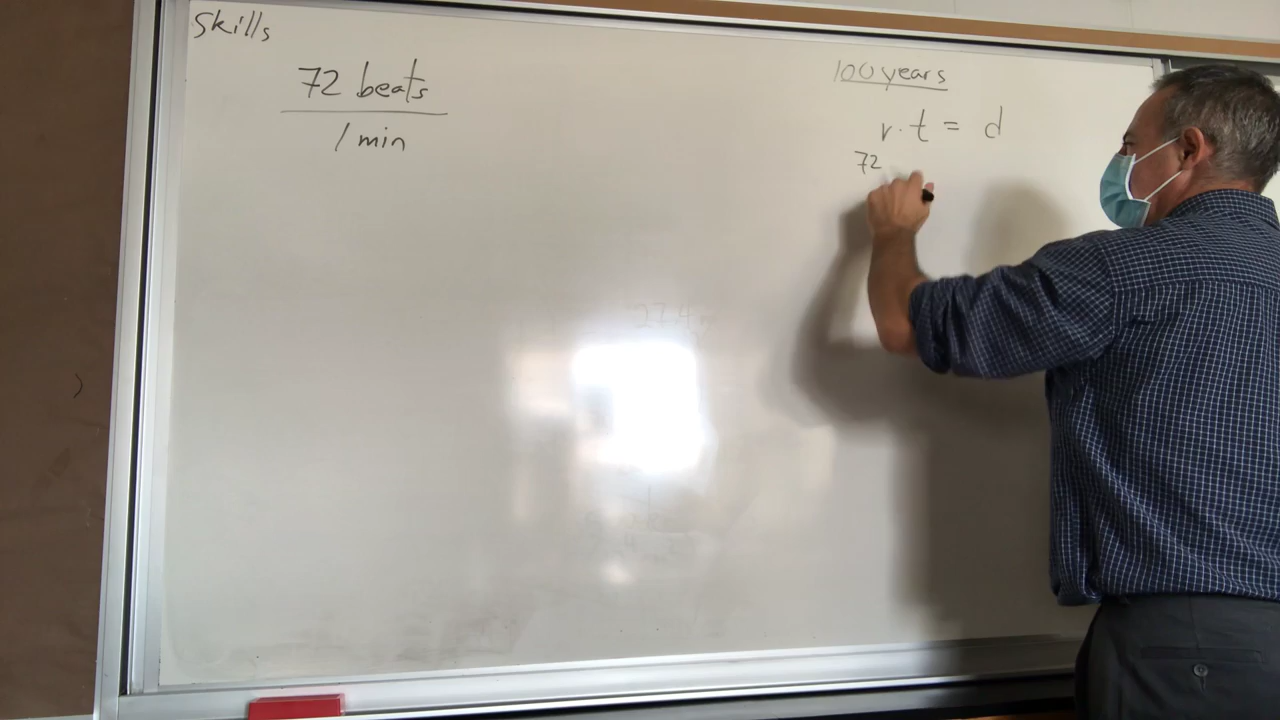 Skills
72 beats
1 min
100 years
r·t = d
72